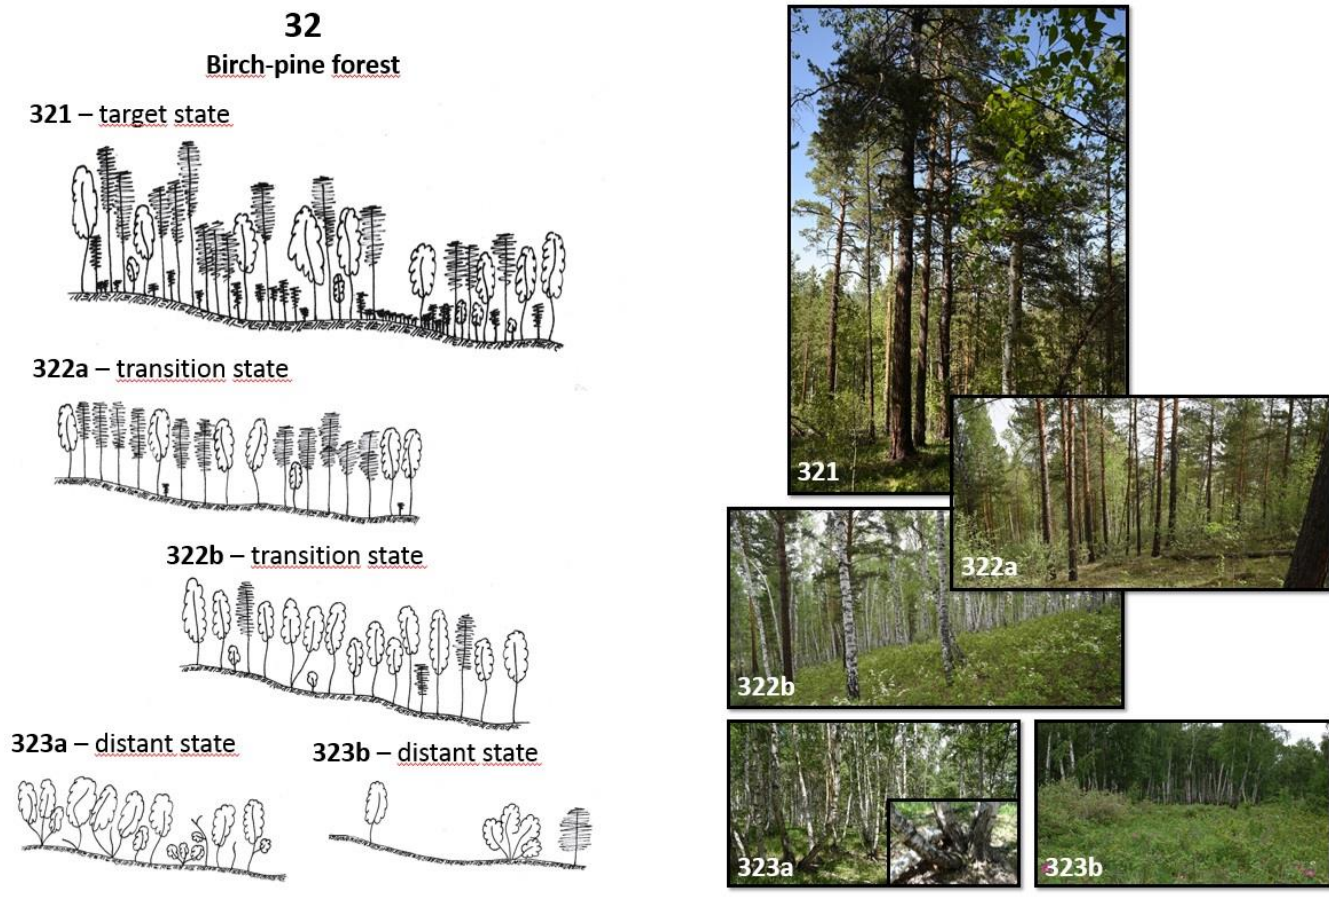 32
Birch-pine forest
321 – target state
322a – transition state
322b – transition state
323a – distant state
323b – distant state
321
322a
322b
323a
323b